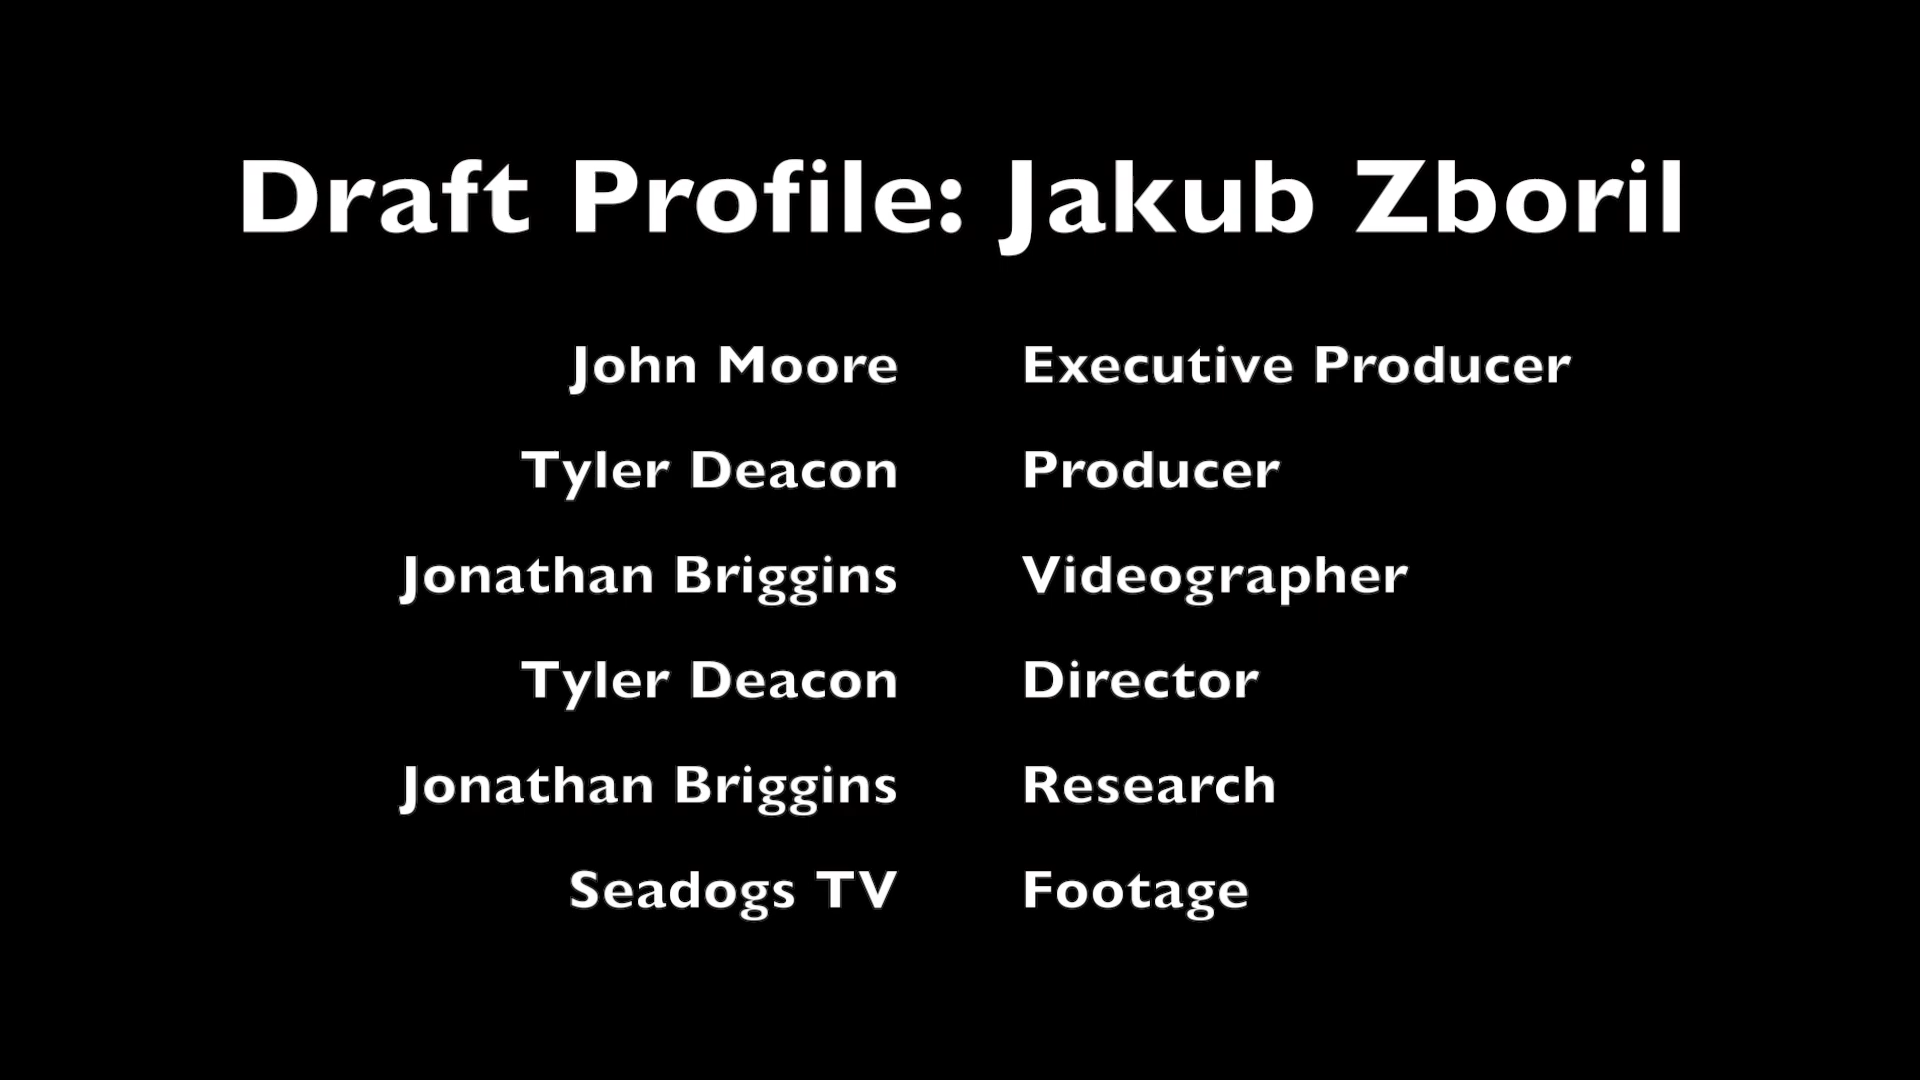 Draft Profile: Jakub Zboril
John Moore Executive Producer
Tyler Deacon Producer
Jonathan Briggins Videographer
Tyler Deacon Director
Jonathan Briggins Research
Seadogs TV Footage